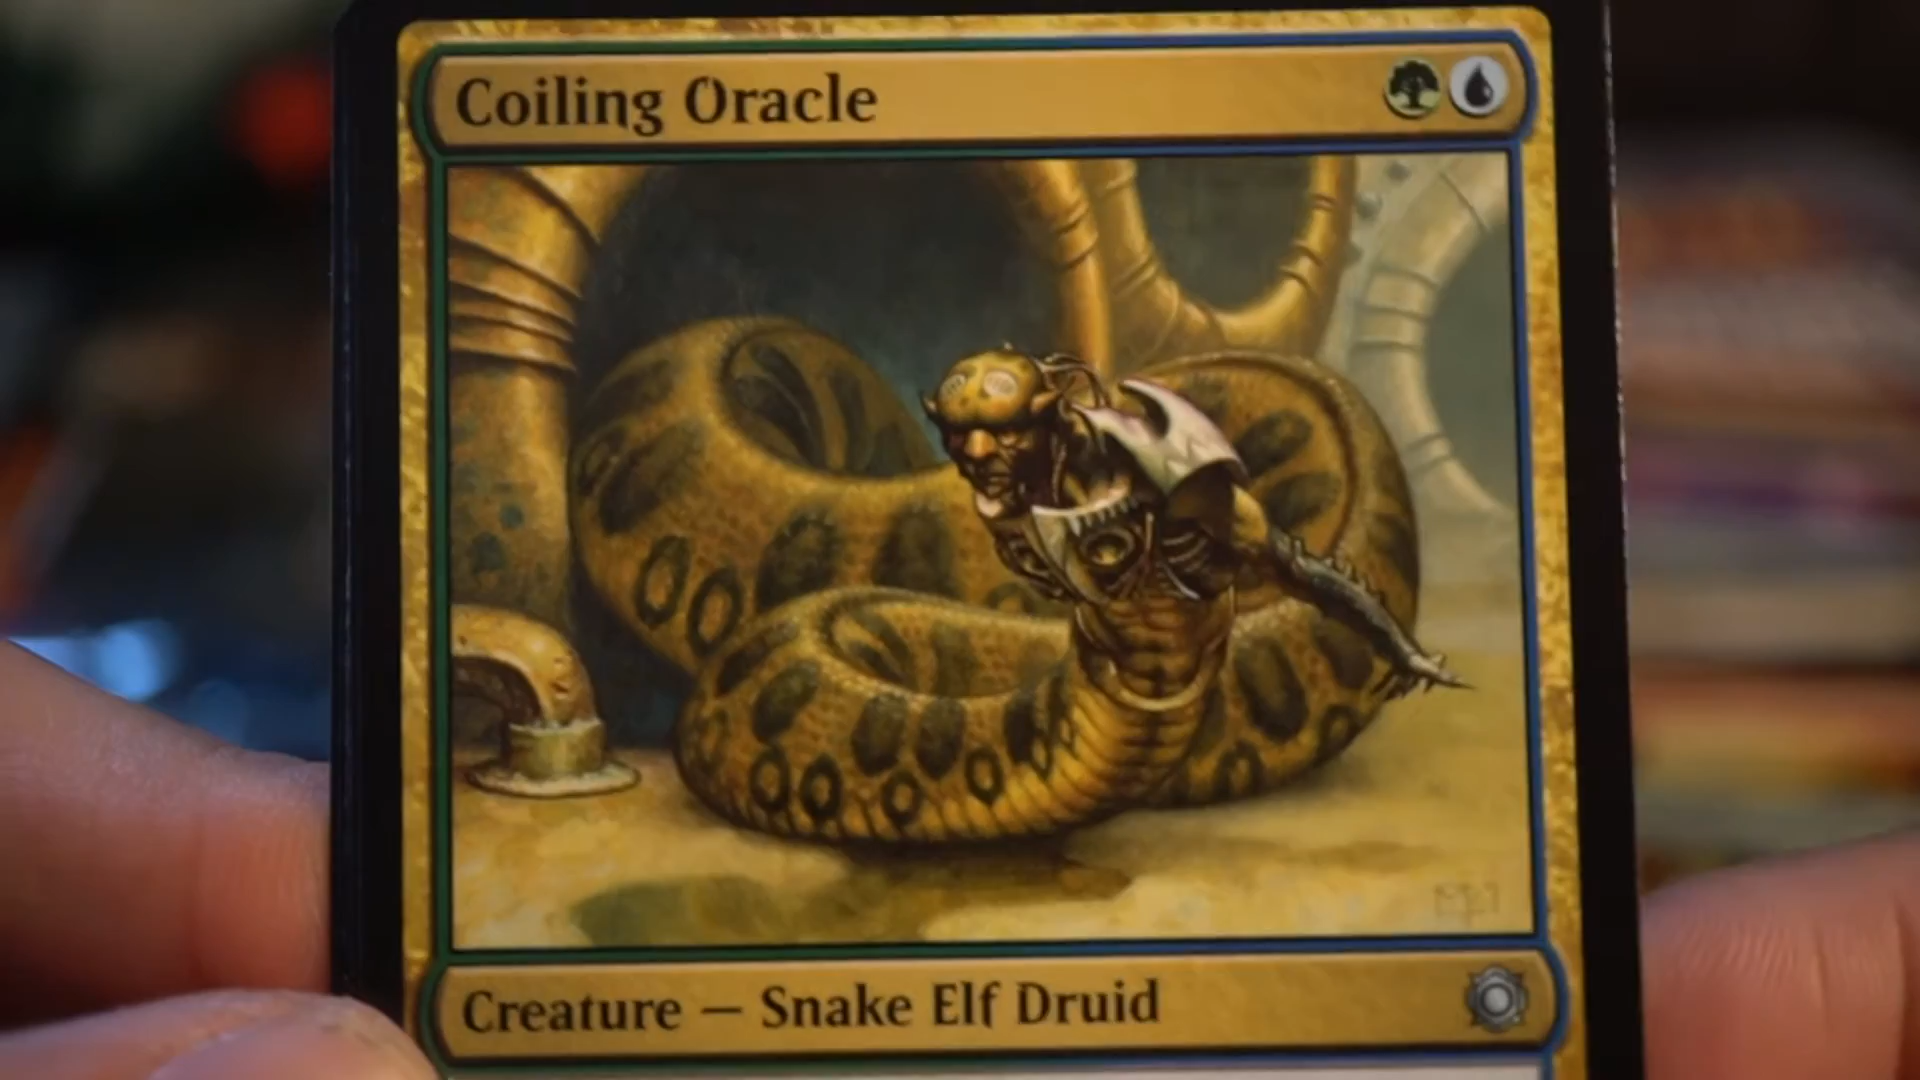 Coiling Oracle
Creature — Snake Elf Druid